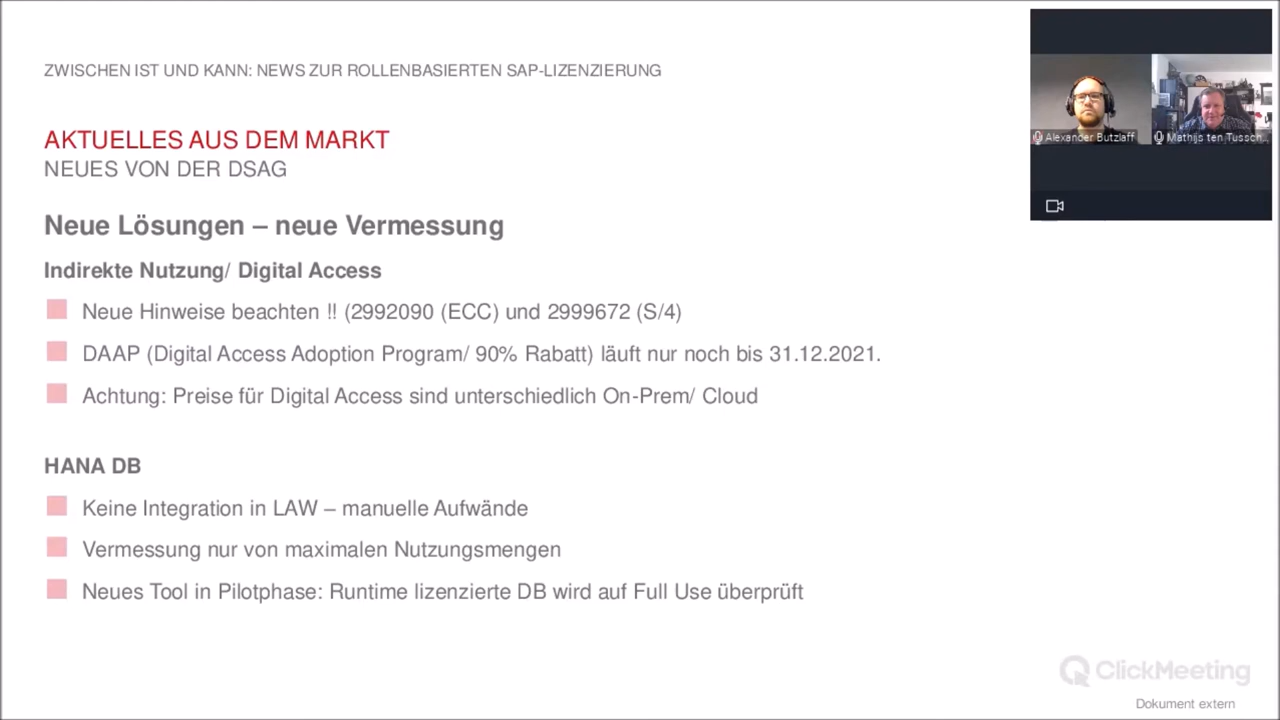 ZWISCHEN IST UND KANN: NEWS ZUR ROLLENBASIERTEN SAP-LIZENZIERUNG
AKTUELLES AUS DEM MARKT
NEUES VON DER DSAG
Neue Lösungen – neue Vermessung
Indirekte Nutzung/ Digital Access
Neue Hinweise beachten !! (2992090 (ECC) und 2999672 (S/4)
DAAP (Digital Access Adoption Program/ 90% Rabatt) läuft nur noch bis 31.12.2021.
Achtung: Preise für Digital Access sind unterschiedlich On-Prem/ Cloud
HANA DB
Keine Integration in LAW – manuelle Aufwände
Vermessung nur von maximalen Nutzungsmengen
Neues Tool in Pilotphase: Runtime lizenzierte DB wird auf Full Use überprüft
Alexander Butzlaff
Mathijs ten Tussch...
ClickMeeting
Dokument extern